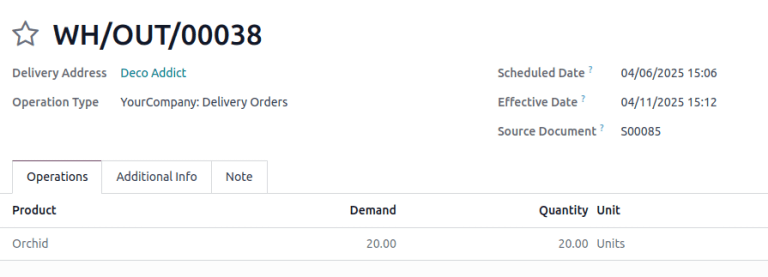 WH/OUT/00038
Delivery Address Deco Addict Scheduled Date ? 04/06/2025 15:06
Operation Type YourCompany: Delivery Orders Effective Date ? 04/11/2025 15:12
Source Document ? S00085
Operations Additional Info Note
Product Demand Quantity Unit
Orchid 20.00 20.00 Units